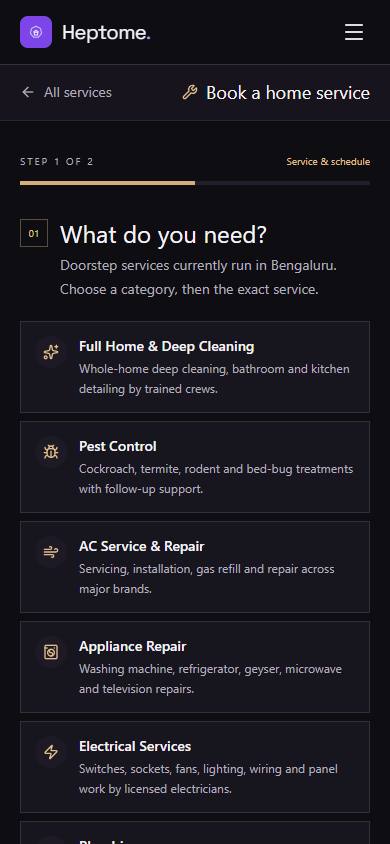 Heptome.
All services
Book a home service
STEP 1 OF 2
Service & schedule
01
What do you need?
Doorstep services currently run in Bengaluru.
Choose a category, then the exact service.
Full Home & Deep Cleaning
Whole-home deep cleaning, bathroom and kitchen
detailing by trained crews.
Pest Control
Cockroach, termite, rodent and bed-bug treatments
with follow-up support.
AC Service & Repair
Servicing, installation, gas refill and repair across
major brands.
Appliance Repair
Washing machine, refrigerator, geyser, microwave
and television repairs.
Electrical Services
Switches, sockets, fans, lighting, wiring and panel
work by licensed electricians.